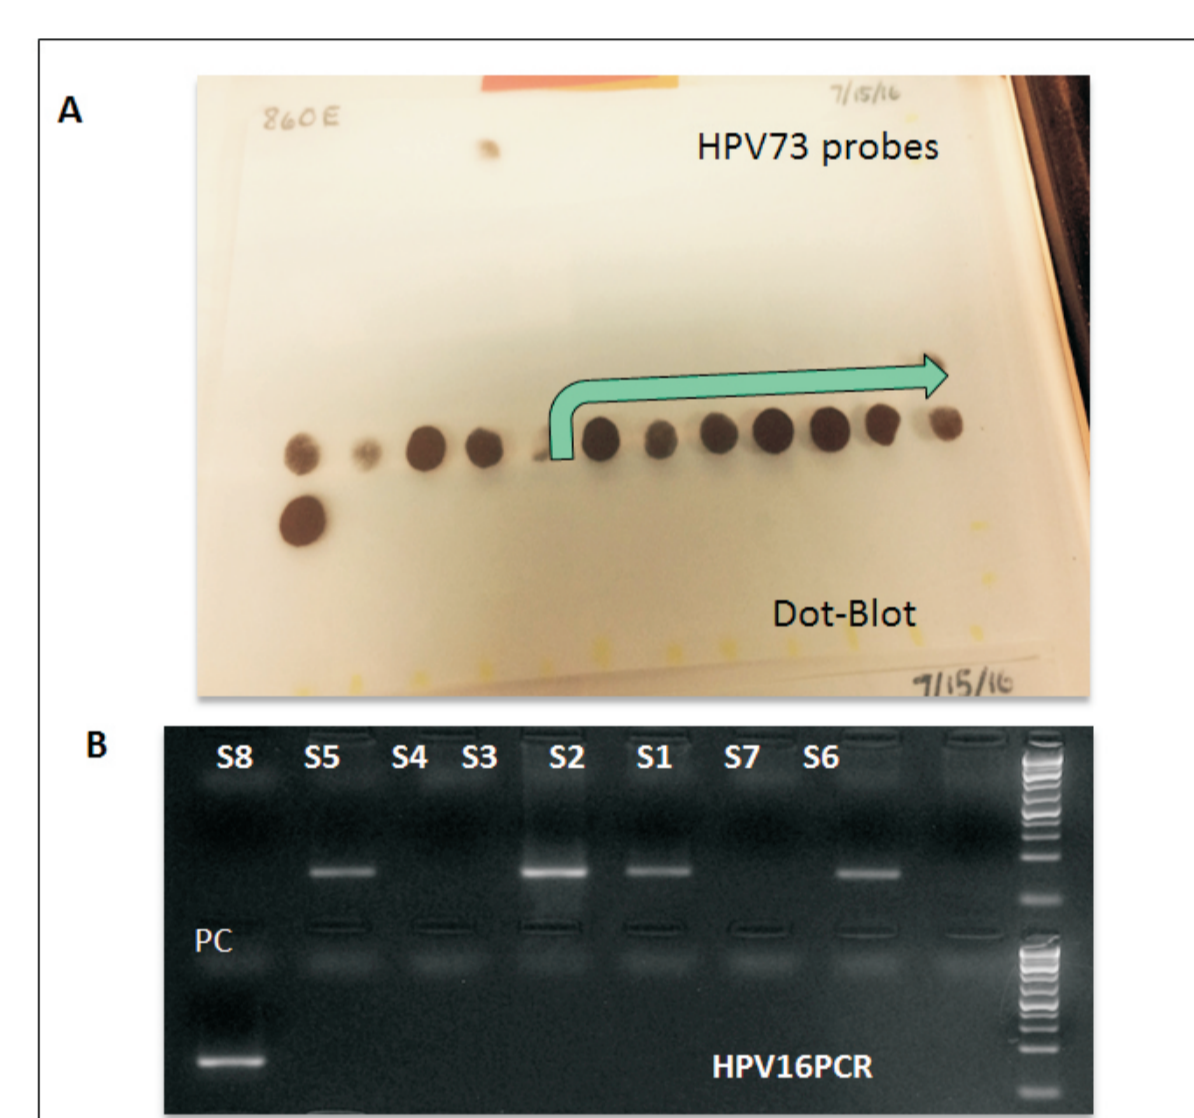 A
860E
7/15/16
HPV73 probes
Dot-Blot
7/15/16
B
S8 S5 S4 S3 S2 S1 S7 S6
PC
HPV16PCR